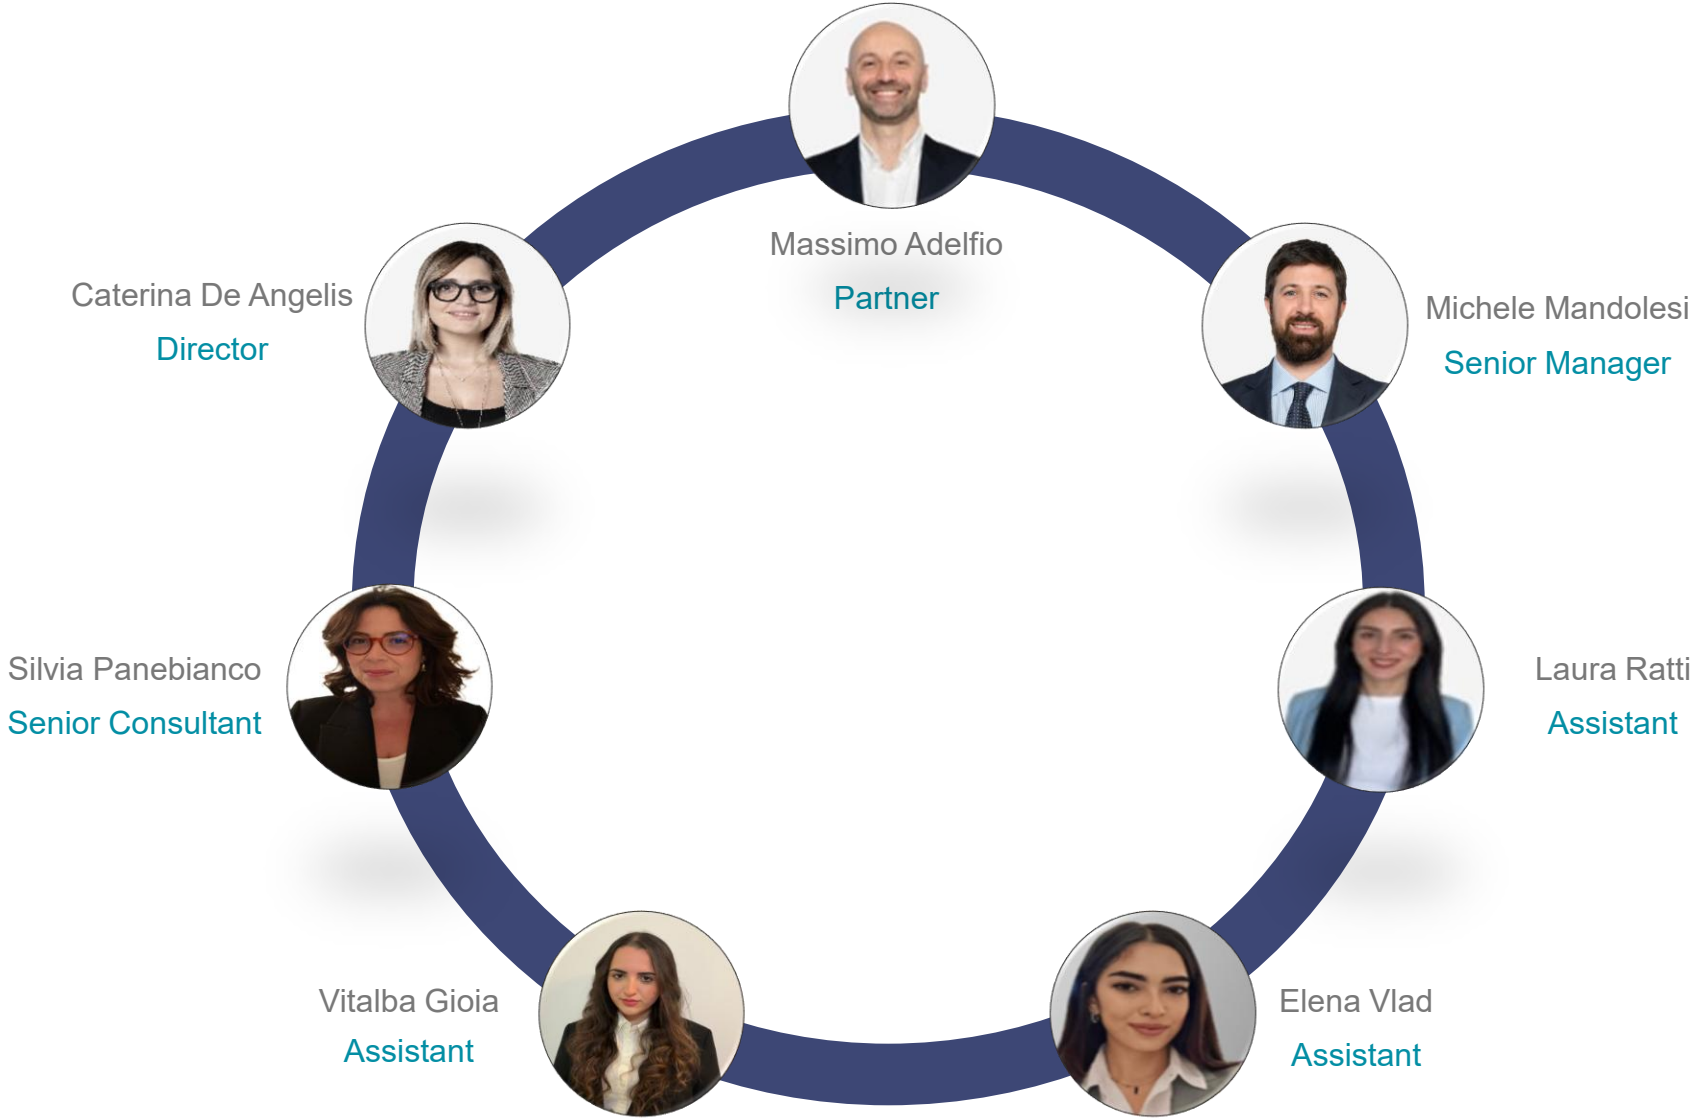 Massimo Adelfio
Partner
Caterina De Angelis
Director
Michele Mandolesi
Senior Manager
Silvia Panebianco
Senior Consultant
Laura Ratti
Assistant
Vitalba Gioia
Assistant
Elena Vlad
Assistant